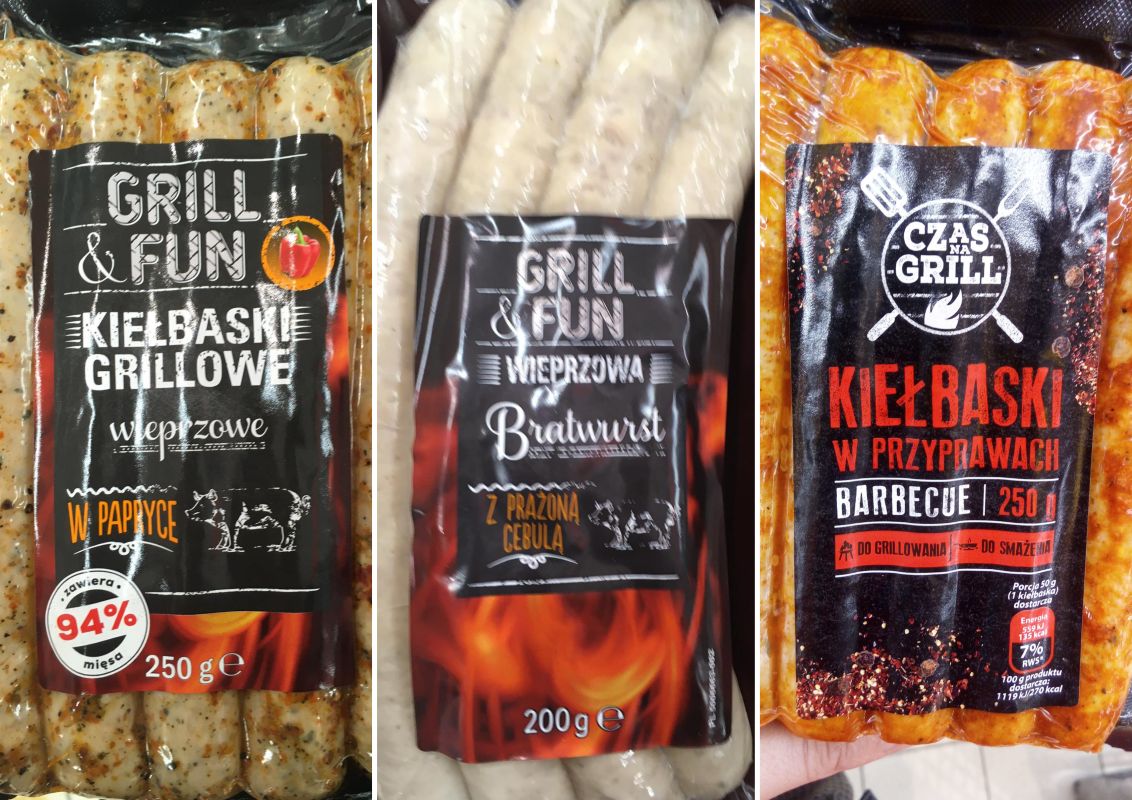 GRILL
& FUN
KIEŁBASKI
GRILLOWE
wieprzowe
W PAPRYCE
zawiera
94%
mięsa
250 g e
GRILL
& FUN
WIEPRZOWA
Bratwurst
Z PRAŻONĄ
CEBULĄ
200 g e
CZAS
NA
GRILL
KIEŁBASKI
W PRZYPRAWACH
BARBECUE | 250 g
DO GRILLOWANIA DO SMAŻENIA
Porcja 50 g
(1 kiełbaska)
dostarcza
Energia
559 kJ
135 kcal
7%
RWS*
100 g produktu
dostarcza:
1119 kJ/270 kcal